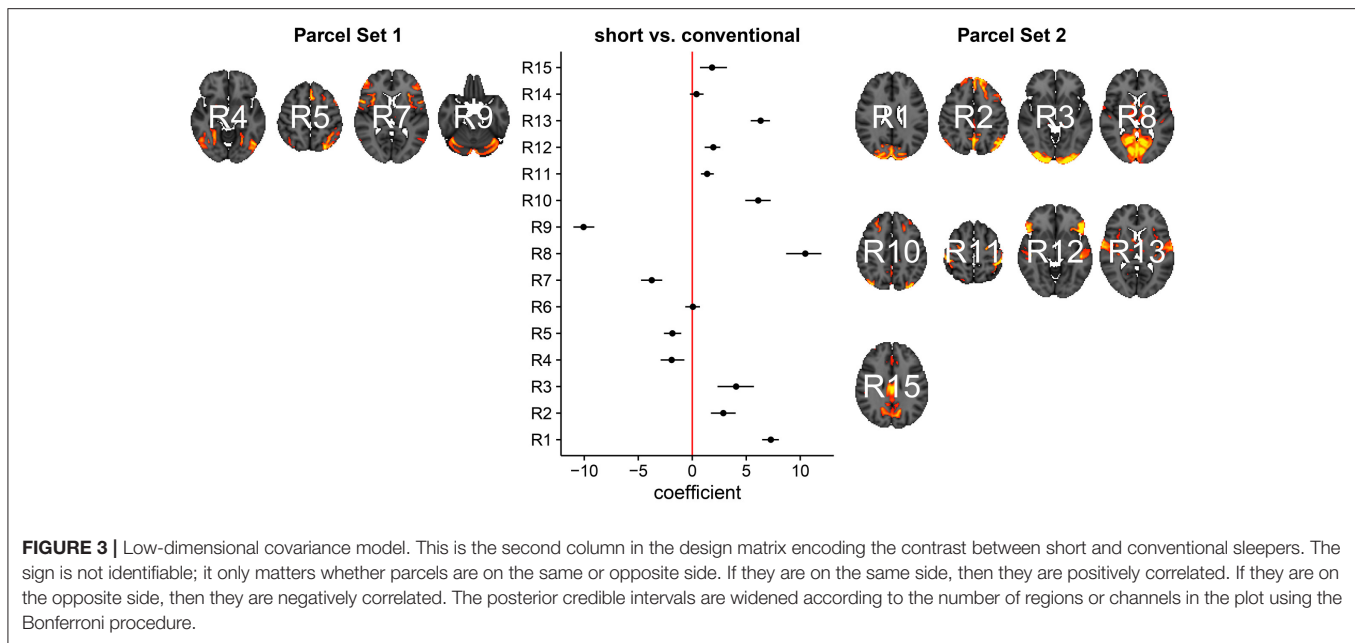 Parcel Set 1
R4 R5 R7 R9
short vs. conventional
R15
R14
R13
R12
R11
R10
R9
R8
R7
R6
R5
R4
R3
R2
R1
−10 −5 0 5 10
coefficient
Parcel Set 2
R1 R2 R3 R8
R10 R11 R12 R13
R15
FIGURE 3 | Low-dimensional covariance model. This is the second column in the design matrix encoding the contrast between short and conventional sleepers. The
sign is not identifiable; it only matters whether parcels are on the same or opposite side. If they are on the same side, then they are positively correlated. If they are on
the opposite side, then they are negatively correlated. The posterior credible intervals are widened according to the number of regions or channels in the plot using the
Bonferroni procedure.